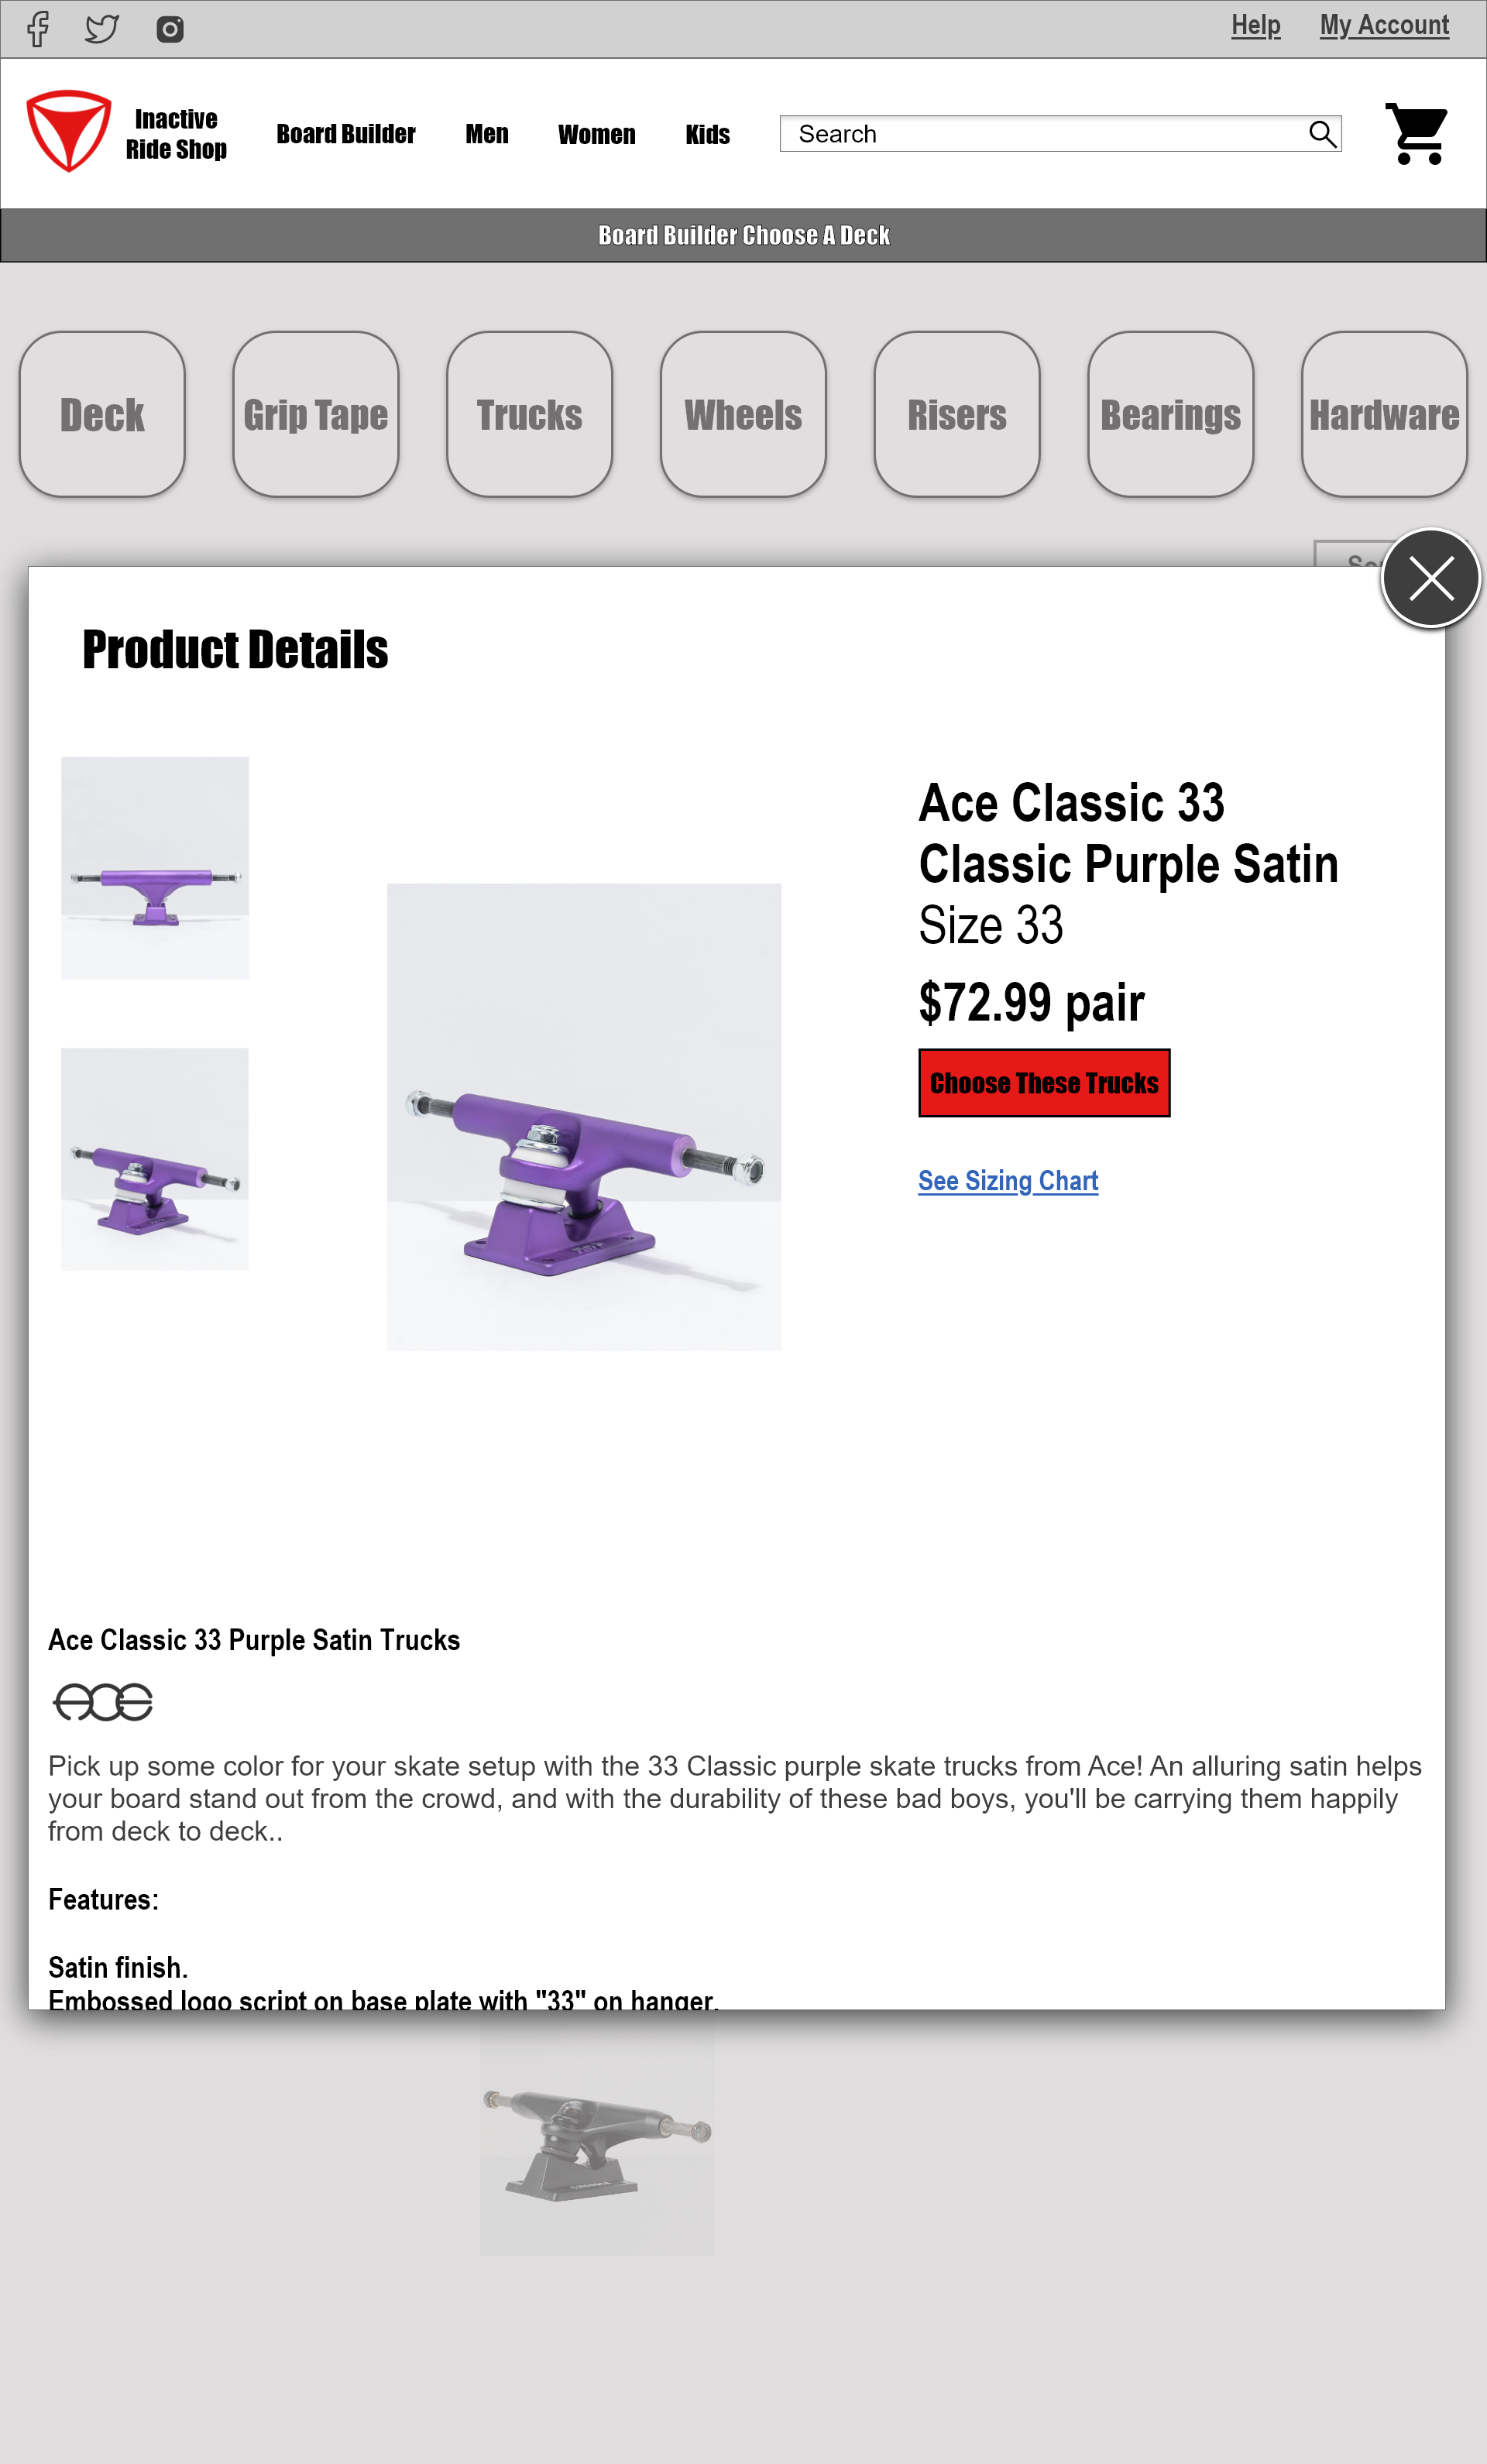 Help
My Account
Inactive
Ride Shop
Board Builder
Men
Women
Kids
Search
Board Builder Choose A Deck
Deck
Grip Tape
Trucks
Wheels
Risers
Bearings
Hardware
Product Details
Ace Classic 33
Classic Purple Satin
Size 33
$72.99 pair
Choose These Trucks
See Sizing Chart
Ace Classic 33 Purple Satin Trucks
ace
Pick up some color for your skate setup with the 33 Classic purple skate trucks from Ace! An alluring satin helps
your board stand out from the crowd, and with the durability of these bad boys, you'll be carrying them happily
from deck to deck..
Features:
Satin finish.
Embossed logo script on base plate with "33" on hanger.